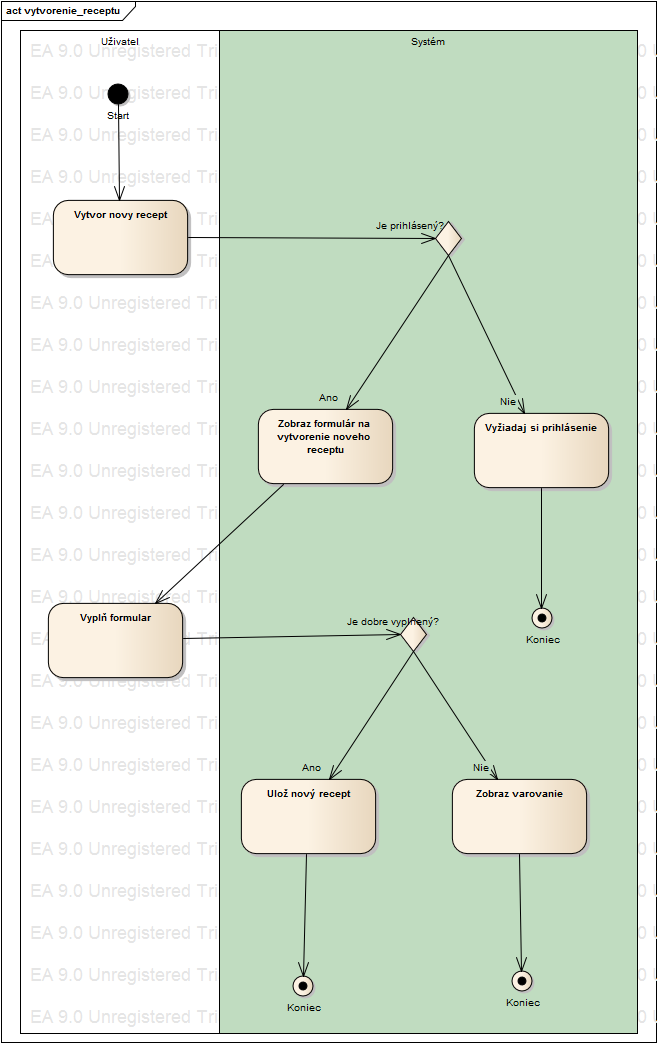 act vytvorenie_receptu
Uživatel
Systém
Start
Vytvor novy recept
Je prihlásený?
Ano
Nie
Zobraz formulár na
vytvorenie noveho
receptu
Vyžiadaj si prihlásenie
Vyplň formular
Koniec
Je dobre vyplnený?
Ano
Nie
Ulož nový recept
Zobraz varovanie
Koniec
Koniec
EA 9.0 Unregistered Tri